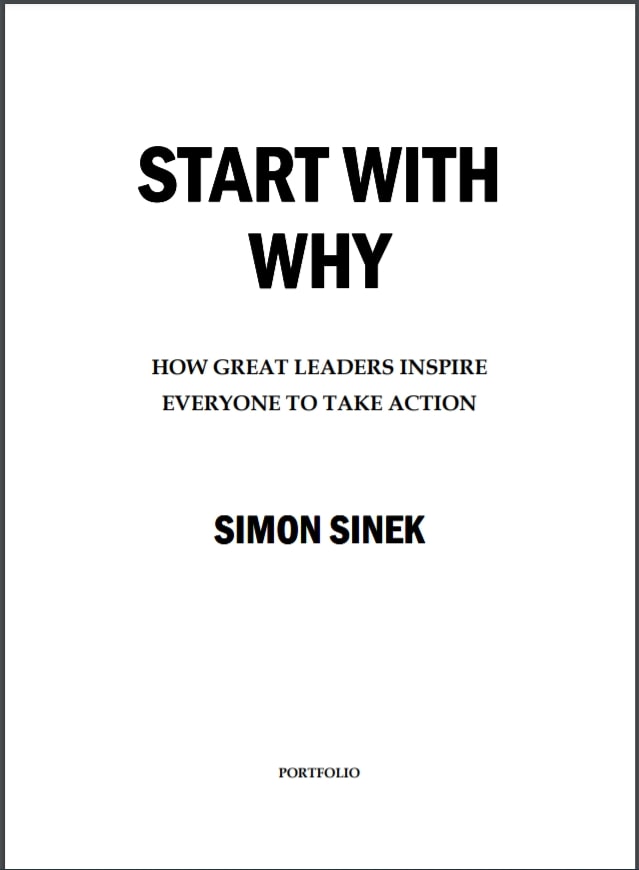 START WITH
WHY
HOW GREAT LEADERS INSPIRE
EVERYONE TO TAKE ACTION
SIMON SINEK
PORTFOLIO